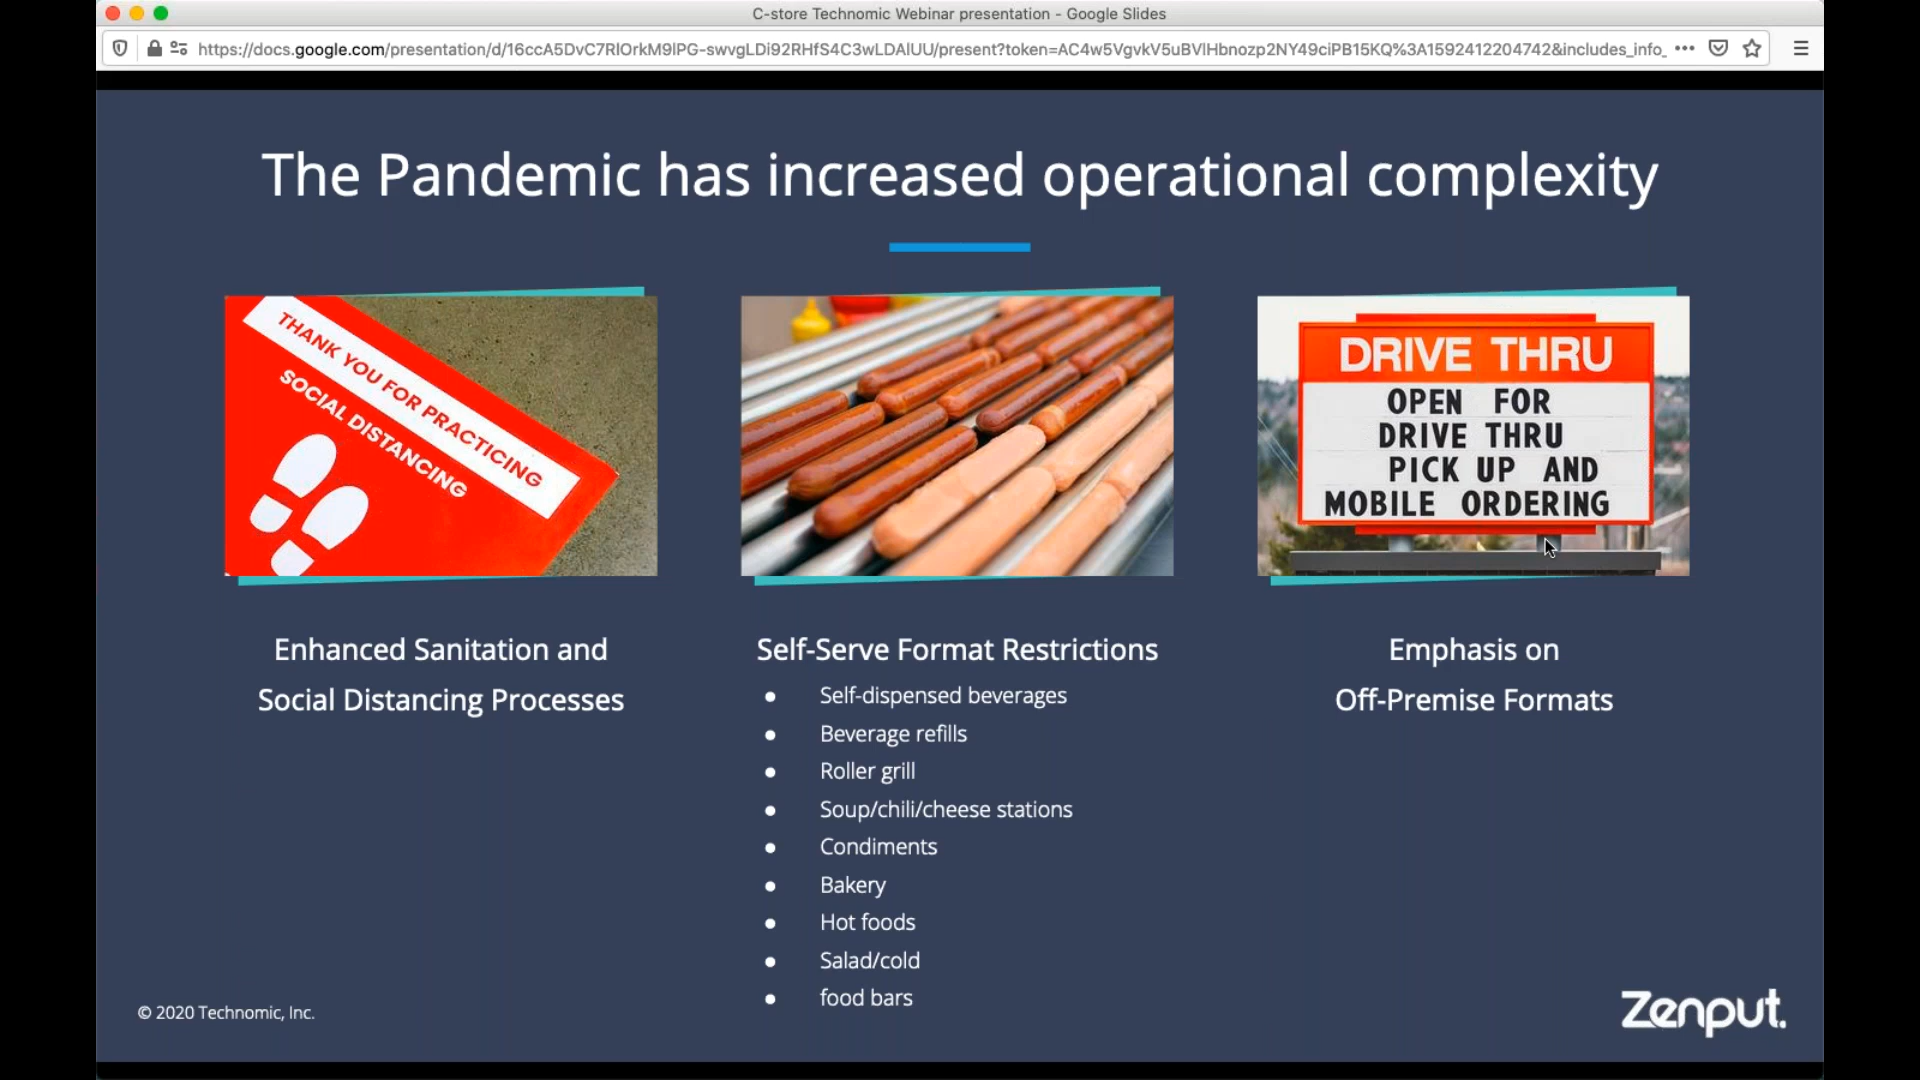 C-store Technomic Webinar presentation - Google Slides
https://docs.google.com/presentation/d/16ccA5DvC7RlOrkM9lPG-swvgLDi92RHfS4C3wLDAlUU/present?token=AC4w5VgvkV5uBVlHbnozp2NY49ciPB15KQ%3A1592412204742&includes_info_
The Pandemic has increased operational complexity
THANK YOU FOR PRACTICING
SOCIAL DISTANCING
DRIVE THRU
OPEN FOR
DRIVE THRU
PICK UP AND
MOBILE ORDERING
Enhanced Sanitation and
Social Distancing Processes
Self-Serve Format Restrictions
● Self-dispensed beverages
● Beverage refills
● Roller grill
● Soup/chili/cheese stations
● Condiments
● Bakery
● Hot foods
● Salad/cold
● food bars
Emphasis on
Off-Premise Formats
© 2020 Technomic, Inc.
Zenput.